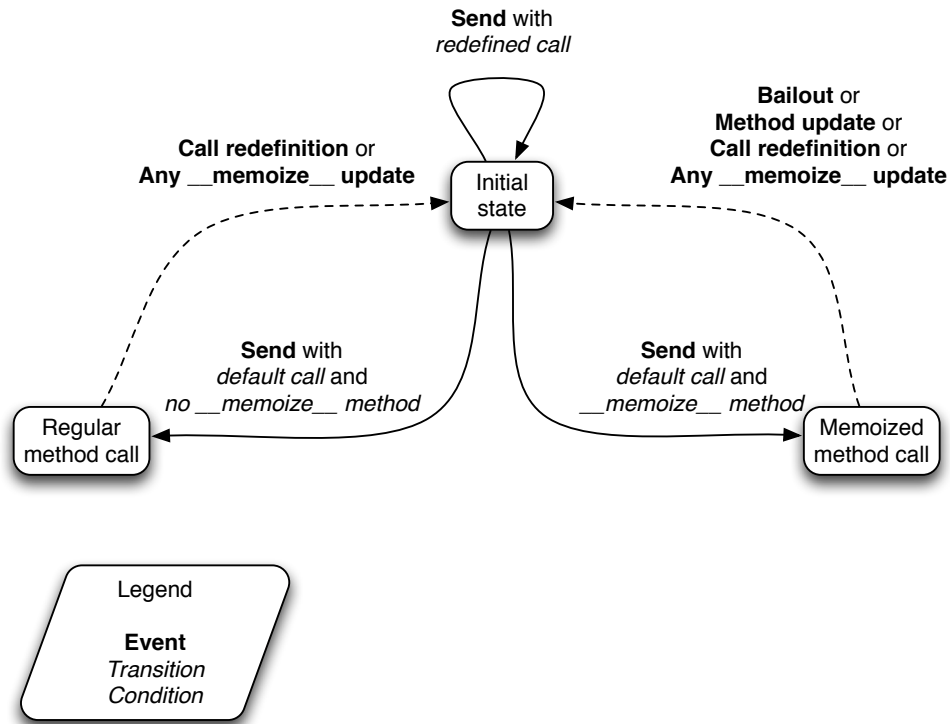 Send with
redefined call
Bailout or
Method update or
Call redefinition or
Any __memoize__ update
Call redefinition or
Any __memoize__ update
Initial
state
Send with
default call and
no __memoize__ method
Send with
default call and
__memoize__ method
Regular
method call
Memoized
method call
Legend
Event
Transition
Condition